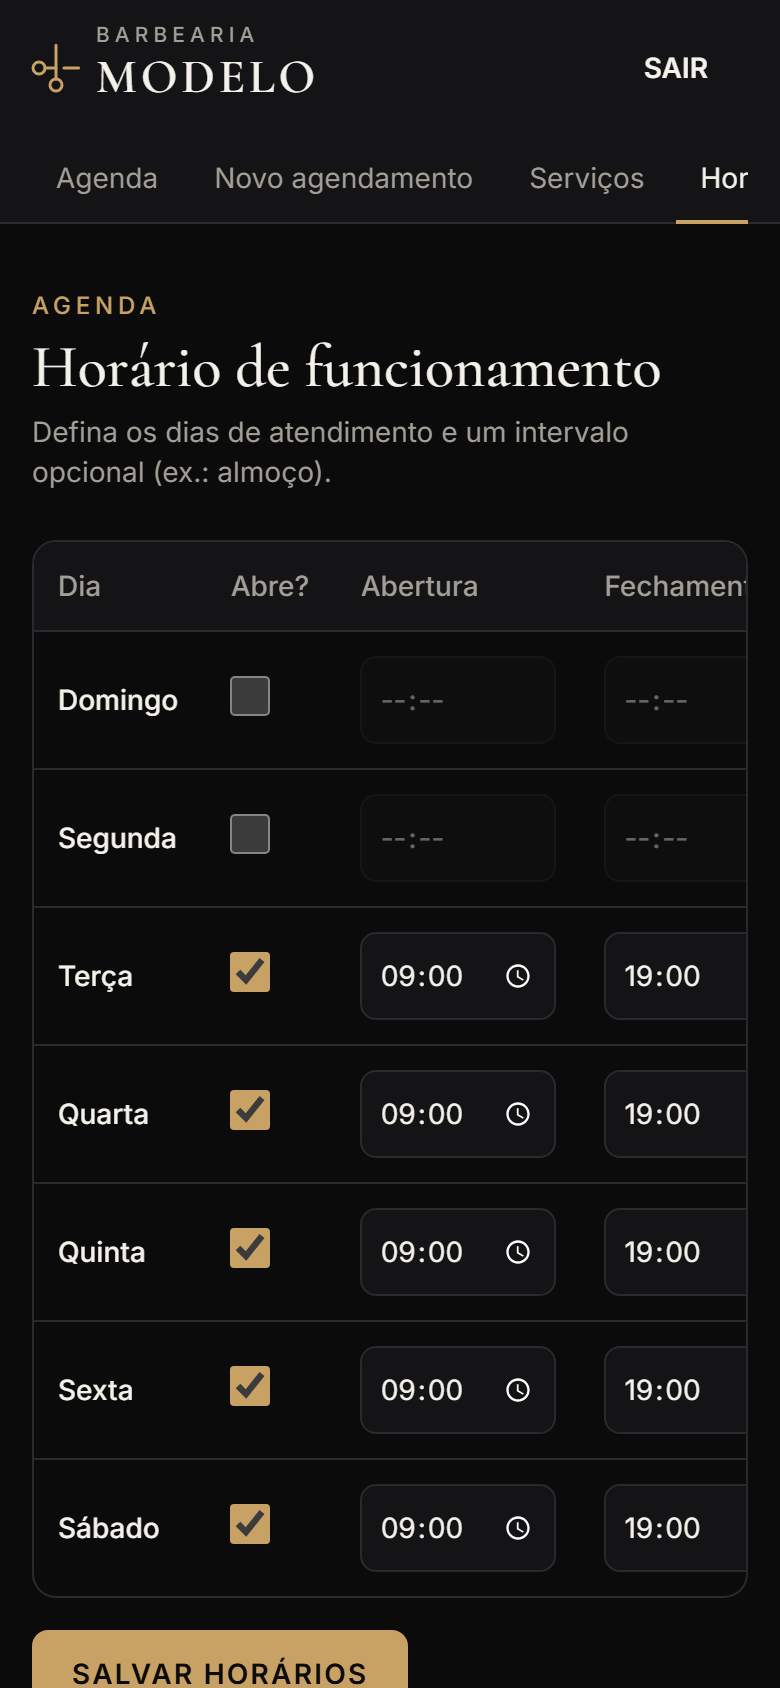 BARBEARIA
MODELO
SAIR
Agenda Novo agendamento Serviços Hor
AGENDA
Horário de funcionamento
Defina os dias de atendimento e um intervalo
opcional (ex.: almoço).
Dia Abre? Abertura Fechament
Domingo --:-- --:--
Segunda --:-- --:--
Terça 09:00 19:00
Quarta 09:00 19:00
Quinta 09:00 19:00
Sexta 09:00 19:00
Sábado 09:00 19:00
SALVAR HORÁRIOS